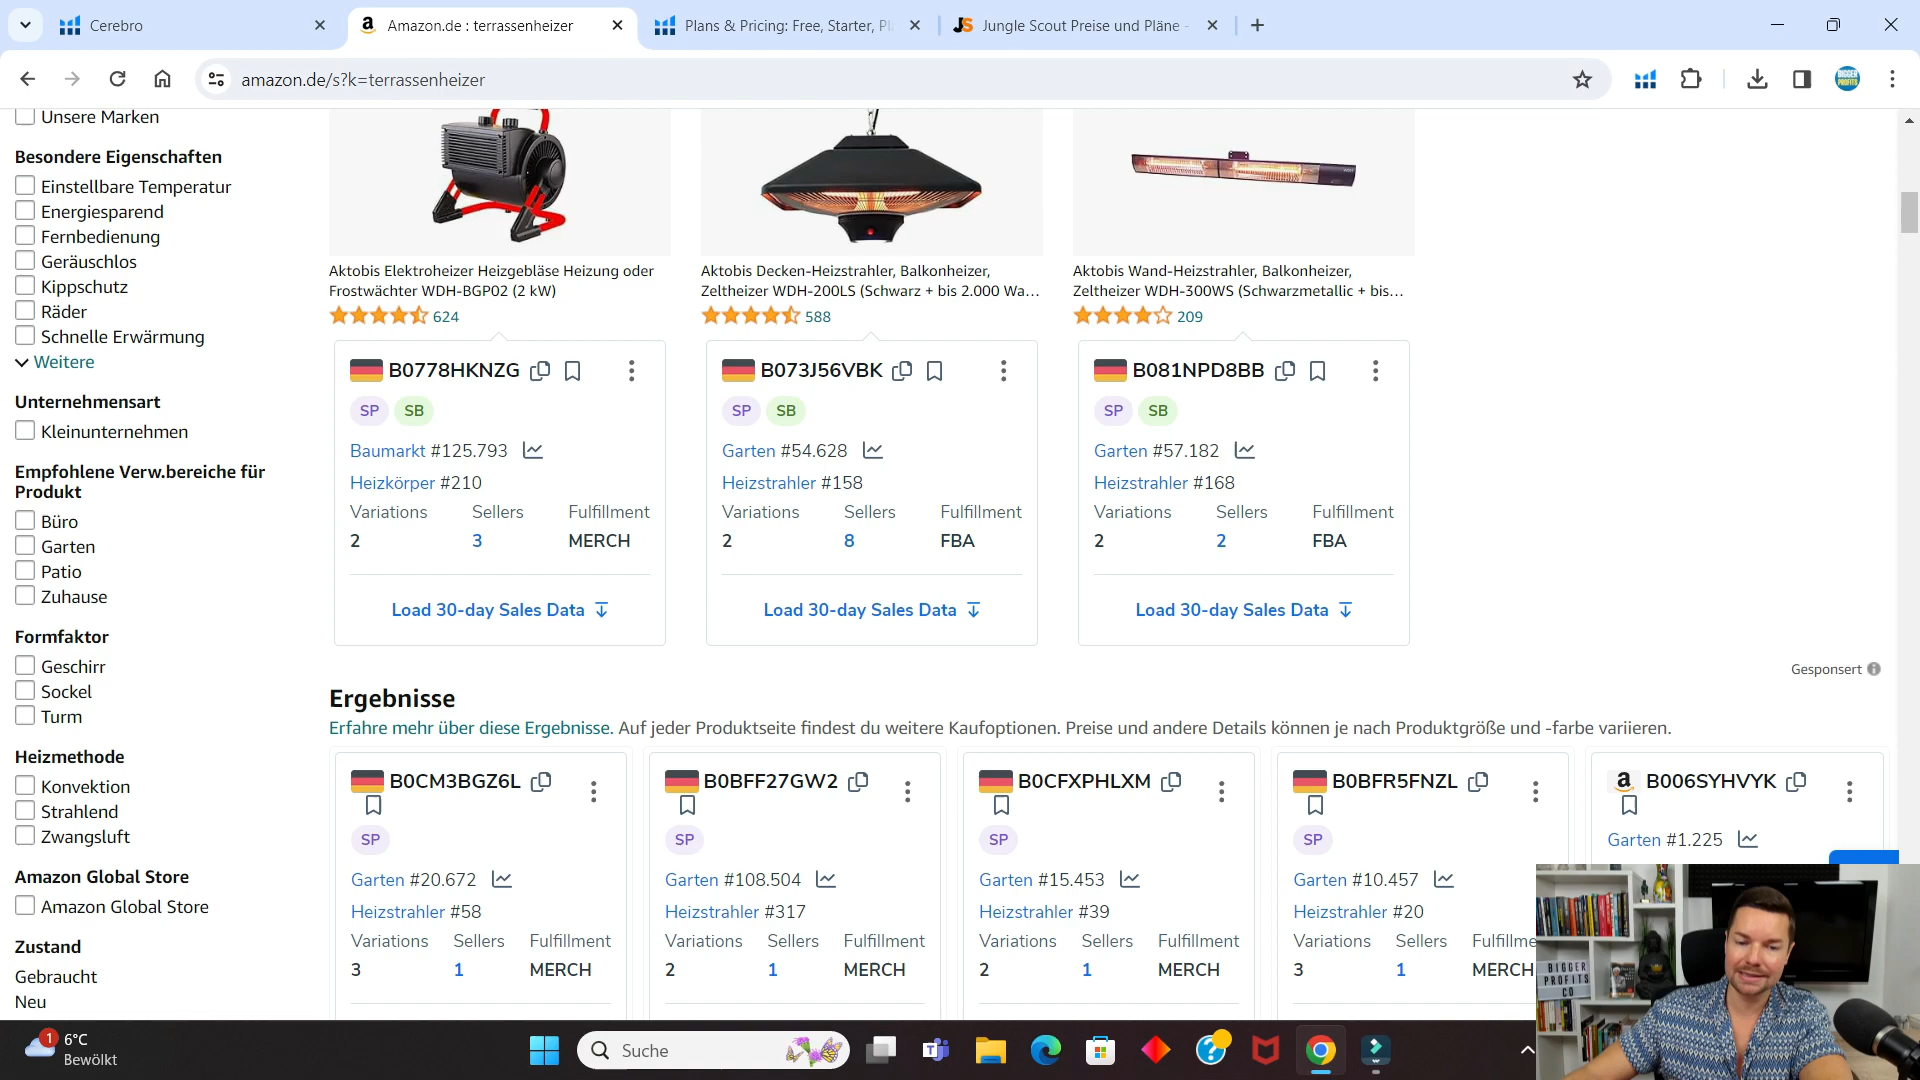 Cerebro
Amazon.de : terrassenheizer
Plans & Pricing: Free, Starter, Pl
Jungle Scout Preise und Pläne -
amazon.de/s?k=terrassenheizer
Unsere Marken
Besondere Eigenschaften
Einstellbare Temperatur
Energiesparend
Fernbedienung
Geräuschlos
Kippschutz
Räder
Schnelle Erwärmung
Weitere
Unternehmensart
Kleinunternehmen
Empfohlene Verw.bereiche für
Produkt
Büro
Garten
Patio
Zuhause
Formfaktor
Geschirr
Sockel
Turm
Heizmethode
Konvektion
Strahlend
Zwangsluft
Amazon Global Store
Amazon Global Store
Zustand
Gebraucht
Neu
Aktobis Elektroheizer Heizgebläse Heizung oder
Frostwächter WDH-BGP02 (2 kW)
624
B0778HKNZG
SP SB
Baumarkt #125.793
Heizkörper #210
Variations Sellers Fulfillment
2 3 MERCH
Load 30-day Sales Data
Aktobis Decken-Heizstrahler, Balkonheizer,
Zeltheizer WDH-200LS (Schwarz + bis 2.000 Wa...
588
B073J56VBK
SP SB
Garten #54.628
Heizstrahler #158
Variations Sellers Fulfillment
2 8 FBA
Load 30-day Sales Data
Aktobis Wand-Heizstrahler, Balkonheizer,
Zeltheizer WDH-300WS (Schwarzmetallic + bis...
209
B081NPD8BB
SP SB
Garten #57.182
Heizstrahler #168
Variations Sellers Fulfillment
2 2 FBA
Load 30-day Sales Data
Gesponsert
Ergebnisse
Erfahre mehr über diese Ergebnisse. Auf jeder Produktseite findest du weitere Kaufoptionen. Preise und andere Details können je nach Produktgröße und -farbe variieren.
B0CM3BGZ6L
SP
Garten #20.672
Heizstrahler #58
Variations Sellers Fulfillment
3 1 MERCH
B0BFF27GW2
SP
Garten #108.504
Heizstrahler #317
Variations Sellers Fulfillment
2 1 MERCH
B0CFXPHLXM
SP
Garten #15.453
Heizstrahler #39
Variations Sellers Fulfillment
2 1 MERCH
B0BFR5FNZL
SP
Garten #10.457
Heizstrahler #20
Variations Sellers Fulfillme
3 1 MERCH
B006SYHVYK
Garten #1.225
BIGGER
PROFITS
CO
1
6°C
Bewölkt
Suche